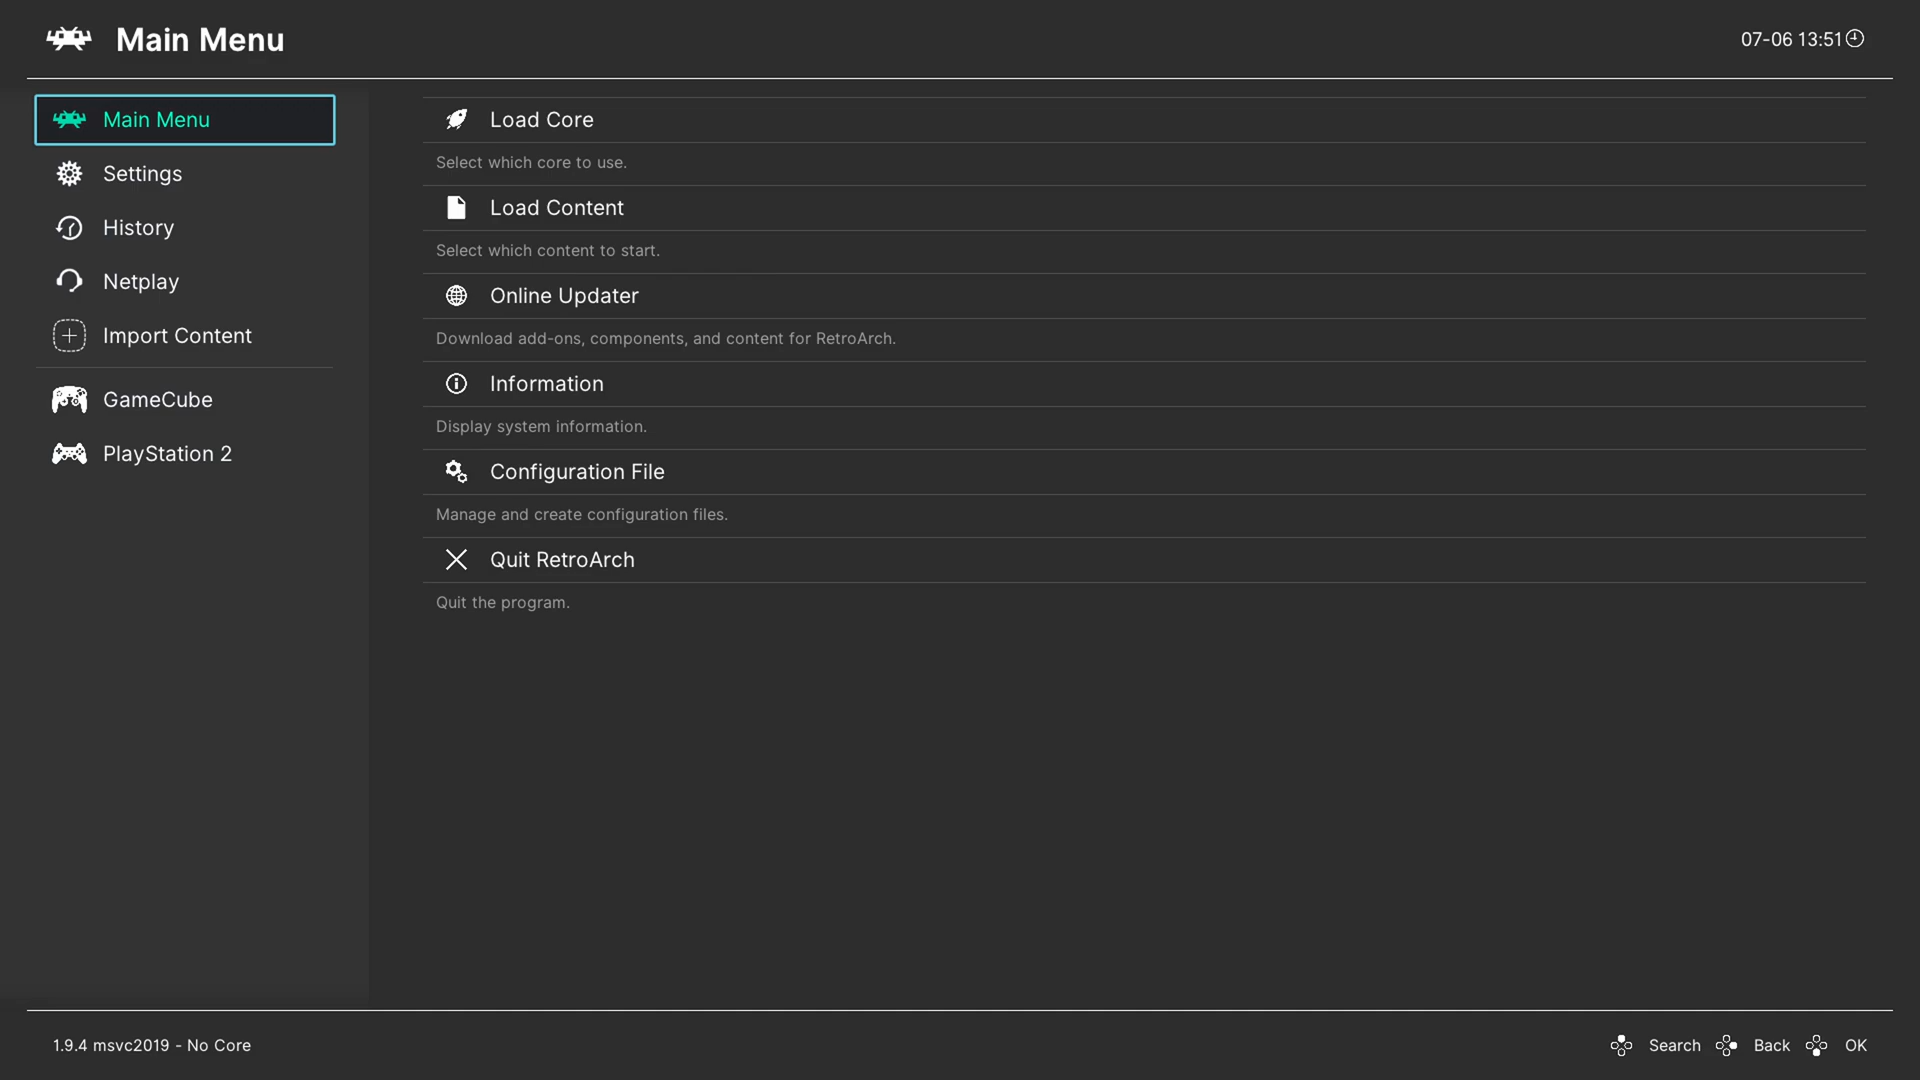 Main Menu
07-06 13:51
Main Menu
Settings
History
Netplay
Import Content
GameCube
PlayStation 2
Load Core
Select which core to use.
Load Content
Select which content to start.
Online Updater
Download add-ons, components, and content for RetroArch.
Information
Display system information.
Configuration File
Manage and create configuration files.
Quit RetroArch
Quit the program.
1.9.4 msvc2019 - No Core
Search Back OK